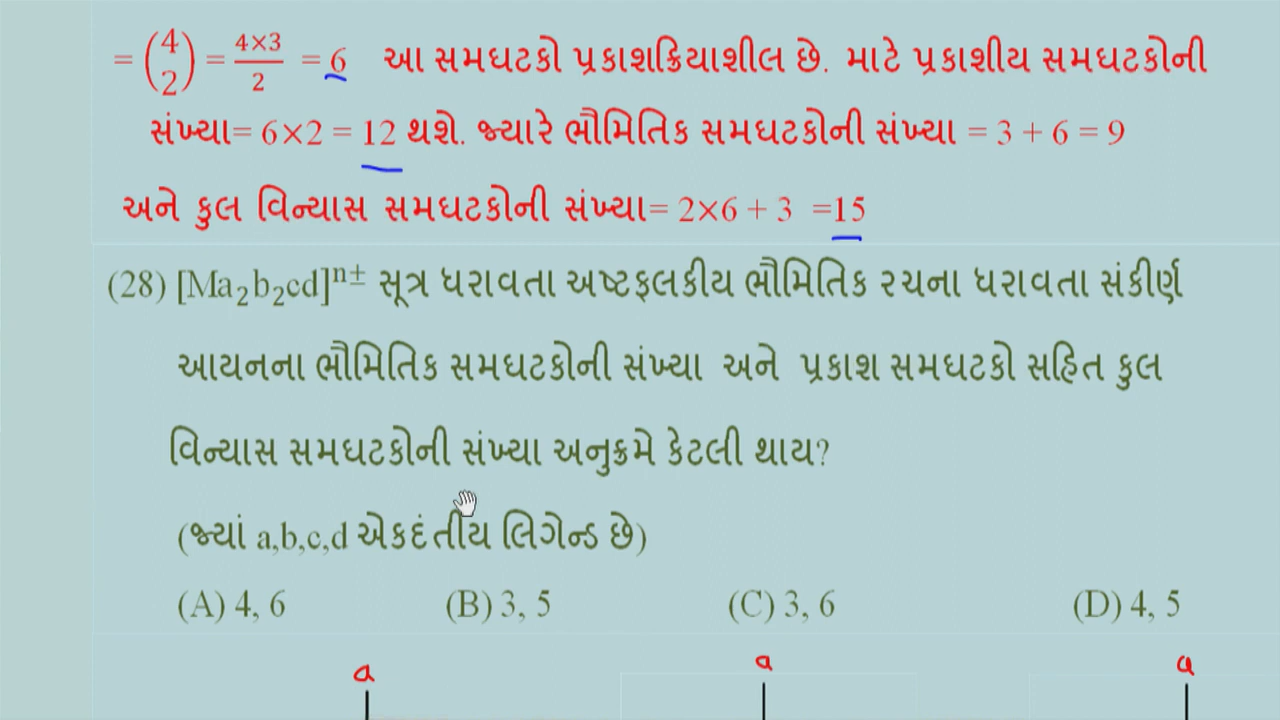 = (4 2) = 4×3/2 = 6 આ સમઘટકો પ્રકાશક્રિયાશીલ છે. માટે પ્રકાશીય સમઘટકોની
સંખ્યા= 6×2 = 12 થશે. જ્યારે ભૌમિતિક સમઘટકોની સંખ્યા = 3 + 6 = 9
અને કુલ વિન્યાસ સમઘટકોની સંખ્યા= 2×6 + 3 =15
(28) [Ma₂b₂cd]ⁿ± સૂત્ર ધરાવતા અષ્ટફલકીય ભૌમિતિક રચના ધરાવતા સંકીર્ણ
આયનના ભૌમિતિક સમઘટકોની સંખ્યા અને પ્રકાશ સમઘટકો સહિત કુલ
વિન્યાસ સમઘટકોની સંખ્યા અનુક્રમે કેટલી થાય?
(જ્યાં a,b,c,d એકદંતીય લિગેન્ડ છે)
(A) 4, 6 (B) 3, 5 (C) 3, 6 (D) 4, 5
a a a